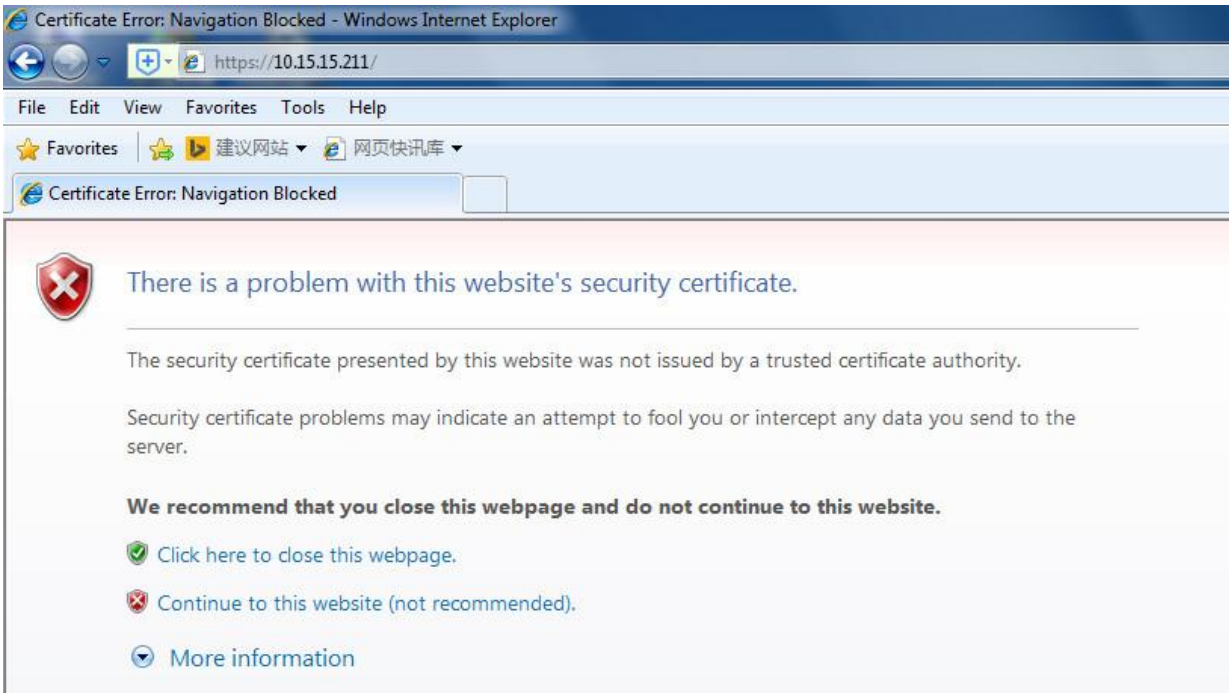 Certificate Error: Navigation Blocked - Windows Internet Explorer
https://10.15.15.211/
File Edit View Favorites Tools Help
Favorites 建议网站 网页快讯库
Certificate Error: Navigation Blocked
There is a problem with this website's security certificate.
The security certificate presented by this website was not issued by a trusted certificate authority.
Security certificate problems may indicate an attempt to fool you or intercept any data you send to the
server.
We recommend that you close this webpage and do not continue to this website.
Click here to close this webpage.
Continue to this website (not recommended).
More information